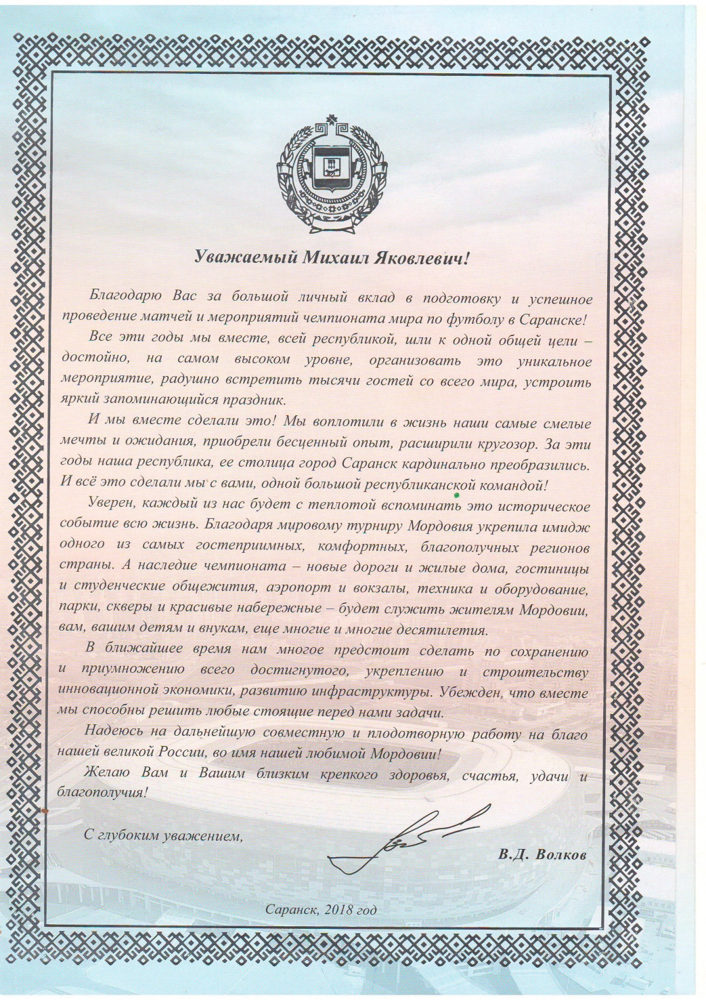 Уважаемый Михаил Яковлевич!
Благодарю Вас за большой личный вклад в подготовку и успешное
проведение матчей и мероприятий чемпионата мира по футболу в Саранске!
Все эти годы мы вместе, всей республикой, шли к одной общей цели –
достойно, на самом высоком уровне, организовать это уникальное
мероприятие, радушно встретить тысячи гостей со всего мира, устроить
яркий запоминающийся праздник.
И мы вместе сделали это! Мы воплотили в жизнь наши самые смелые
мечты и ожидания, приобрели бесценный опыт, расширили кругозор. За эти
годы наша республика, ее столица город Саранск кардинально преобразились.
И всё это сделали мы с вами, одной большой республиканской командой!
Уверен, каждый из нас будет с теплотой вспоминать это историческое
событие всю жизнь. Благодаря мировому турниру Мордовия укрепила имидж
одного из самых гостеприимных, комфортных, благополучных регионов
страны. А наследие чемпионата – новые дороги и жилые дома, гостиницы
и студенческие общежития, аэропорт и вокзалы, техника и оборудование,
парки, скверы и красивые набережные – будет служить жителям Мордовии,
вам, вашим детям и внукам, еще многие и многие десятилетия.
В ближайшее время нам многое предстоит сделать по сохранению
и приумножению всего достигнутого, укреплению и строительству
инновационной экономики, развитию инфраструктуры. Убежден, что вместе
мы способны решить любые стоящие перед нами задачи.
Надеюсь на дальнейшую совместную и плодотворную работу на благо
нашей великой России, во имя нашей любимой Мордовии!
Желаю Вам и Вашим близким крепкого здоровья, счастья, удачи и
благополучия!
С глубоким уважением,
В.Д. Волков
Саранск, 2018 год